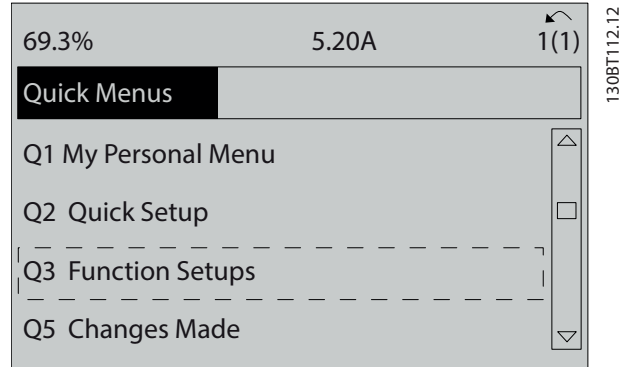 69.3% 5.20A 1(1)
Quick Menus
Q1 My Personal Menu
Q2 Quick Setup
Q3 Function Setups
Q5 Changes Made
130BT112.12